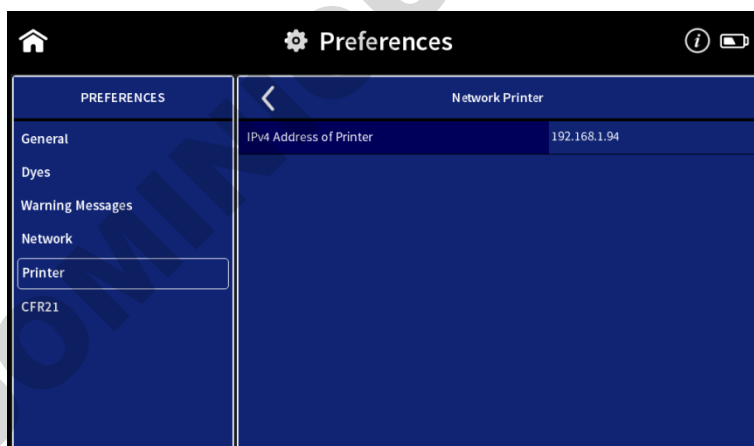 Preferences
PREFERENCES
General
Dyes
Warning Messages
Network
Printer
CFR21
Network Printer
IPv4 Address of Printer 192.168.1.94